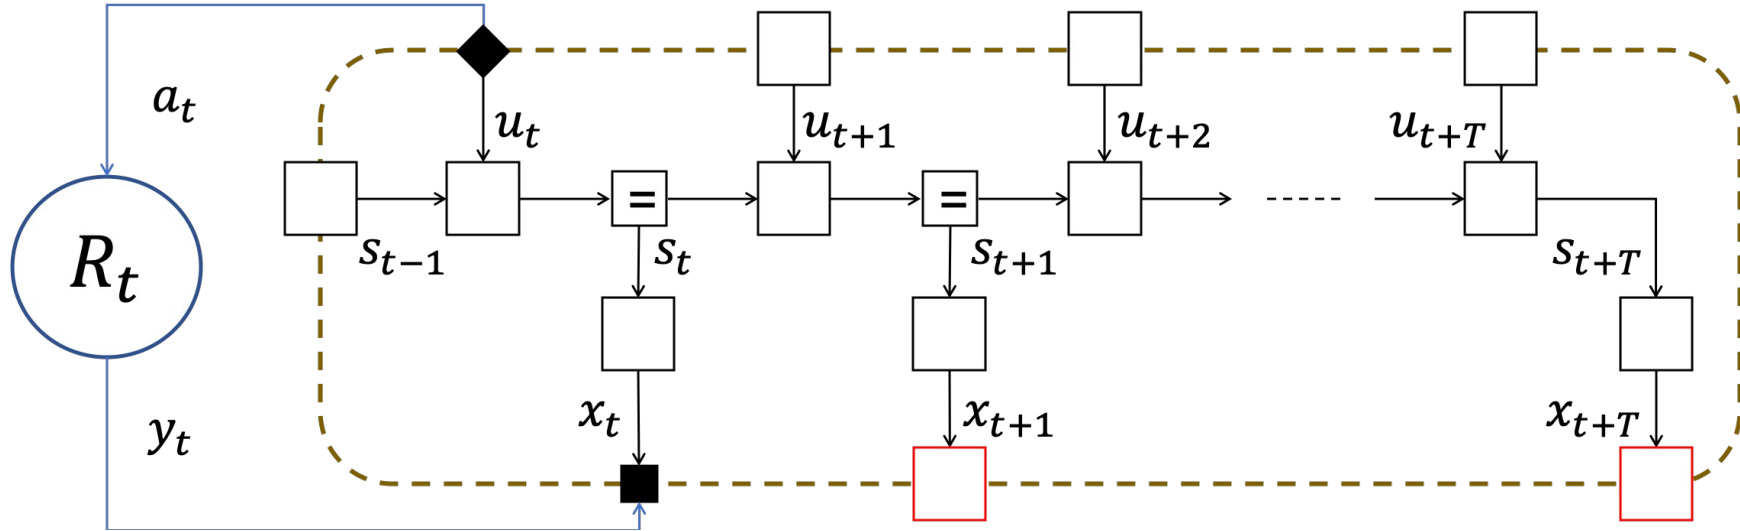 a_t
u_t
u_{t+1}
u_{t+2}
u_{t+T}
=
=
R_t
s_{t-1}
s_t
s_{t+1}
s_{t+T}
y_t
x_t
x_{t+1}
x_{t+T}